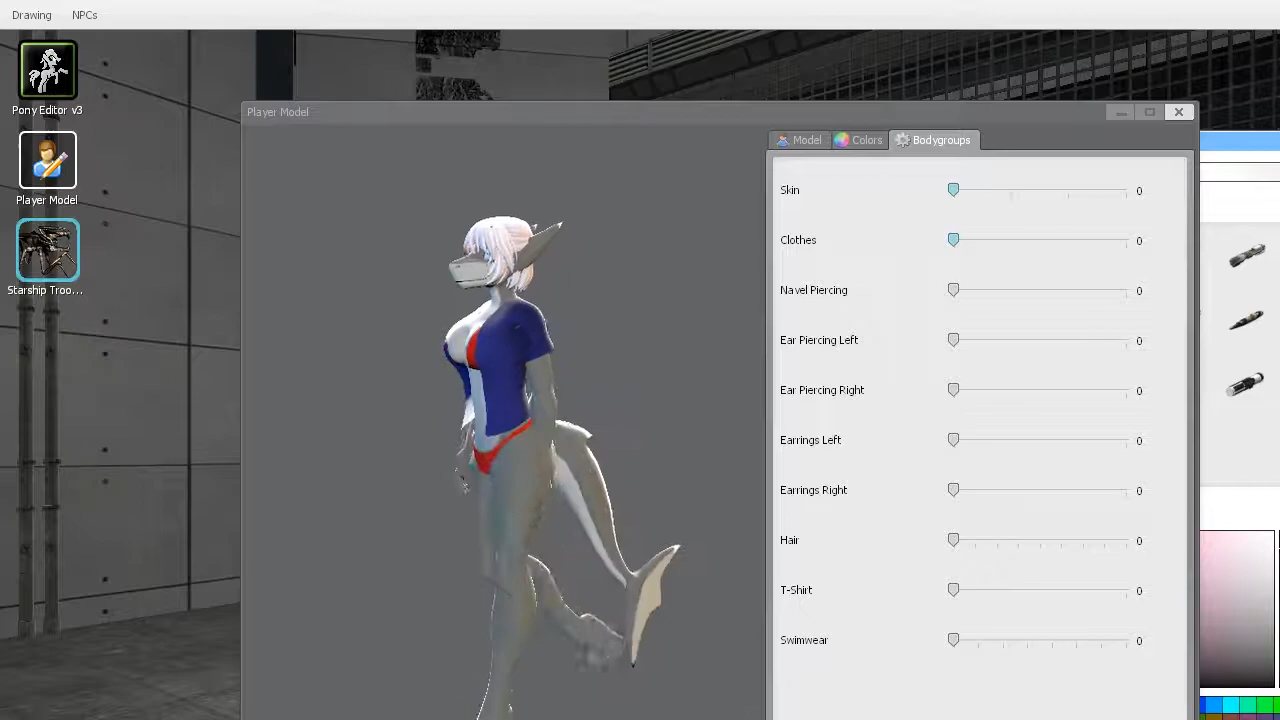 Drawing NPCs
Pony Editor v3
Player Model
Starship Troo...
Player Model
Model Colors Bodygroups
Skin 0
Clothes 0
Navel Piercing 0
Ear Piercing Left 0
Ear Piercing Right 0
Earrings Left 0
Earrings Right 0
Hair 0
T-Shirt 0
Swimwear 0